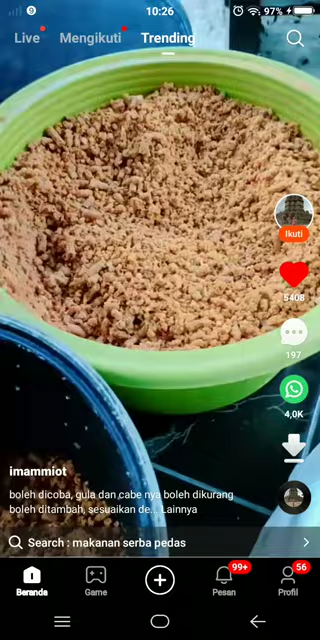 10:26
97%
Live
Mengikuti
Trending
Ikuti
5408
197
4,0K
imammiot
boleh dicoba, gula dan cabe nya boleh dikurang
boleh ditambah, sesuaikan de... Lainnya
Search : makanan serba pedas
99+
56
Beranda
Game
Pesan
Profil